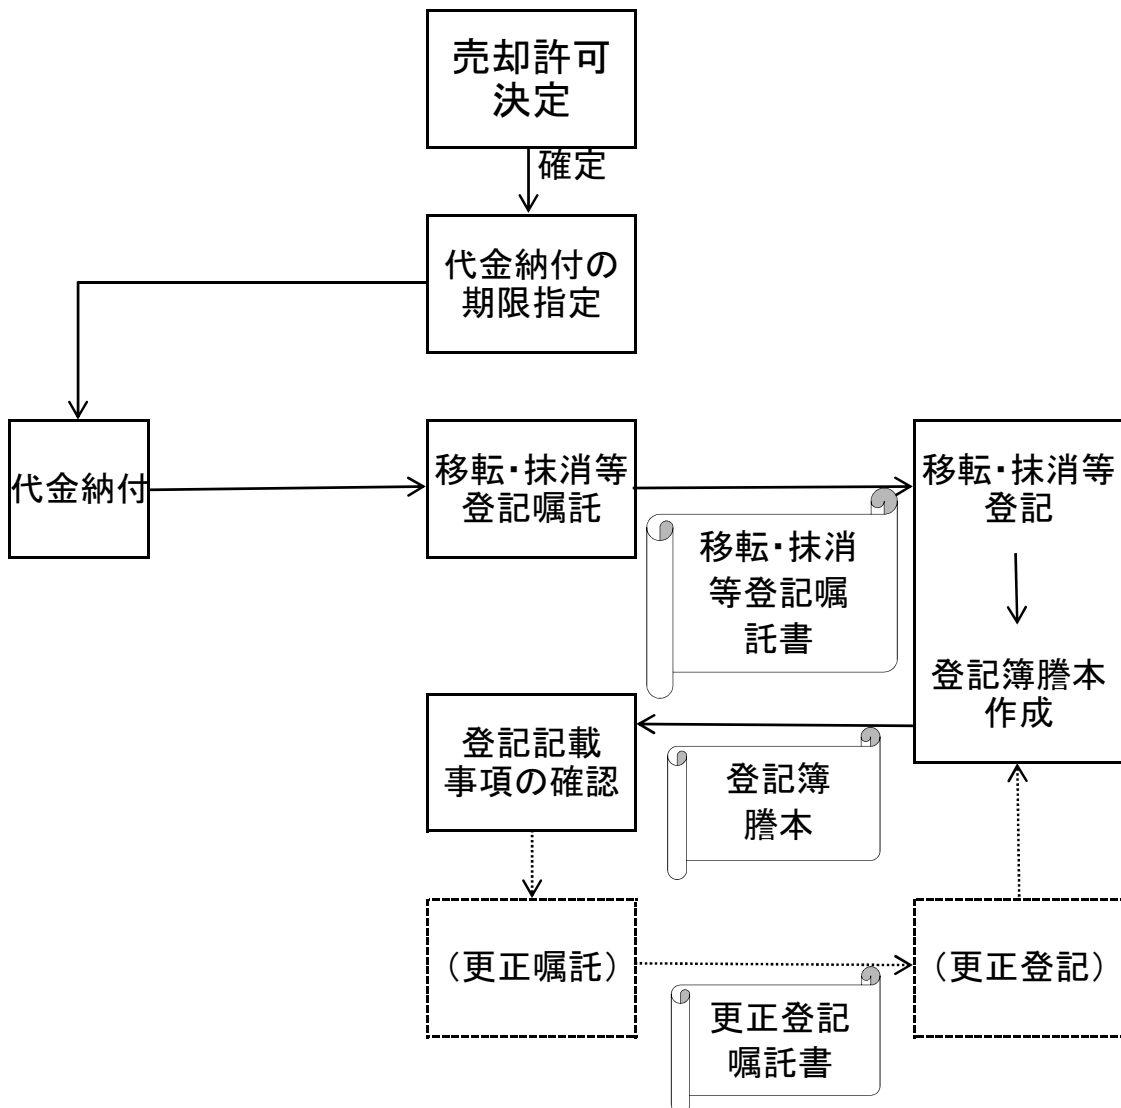 売却許可
決定
確定
代金納付の
期限指定
代金納付
移転・抹消等
登記嘱託
移転・抹消
等登記嘱
託書
移転・抹消等
登記
登記簿謄本
作成
登記記載
事項の確認
登記簿
謄本
（更正嘱託）
更正登記
嘱託書
（更正登記）